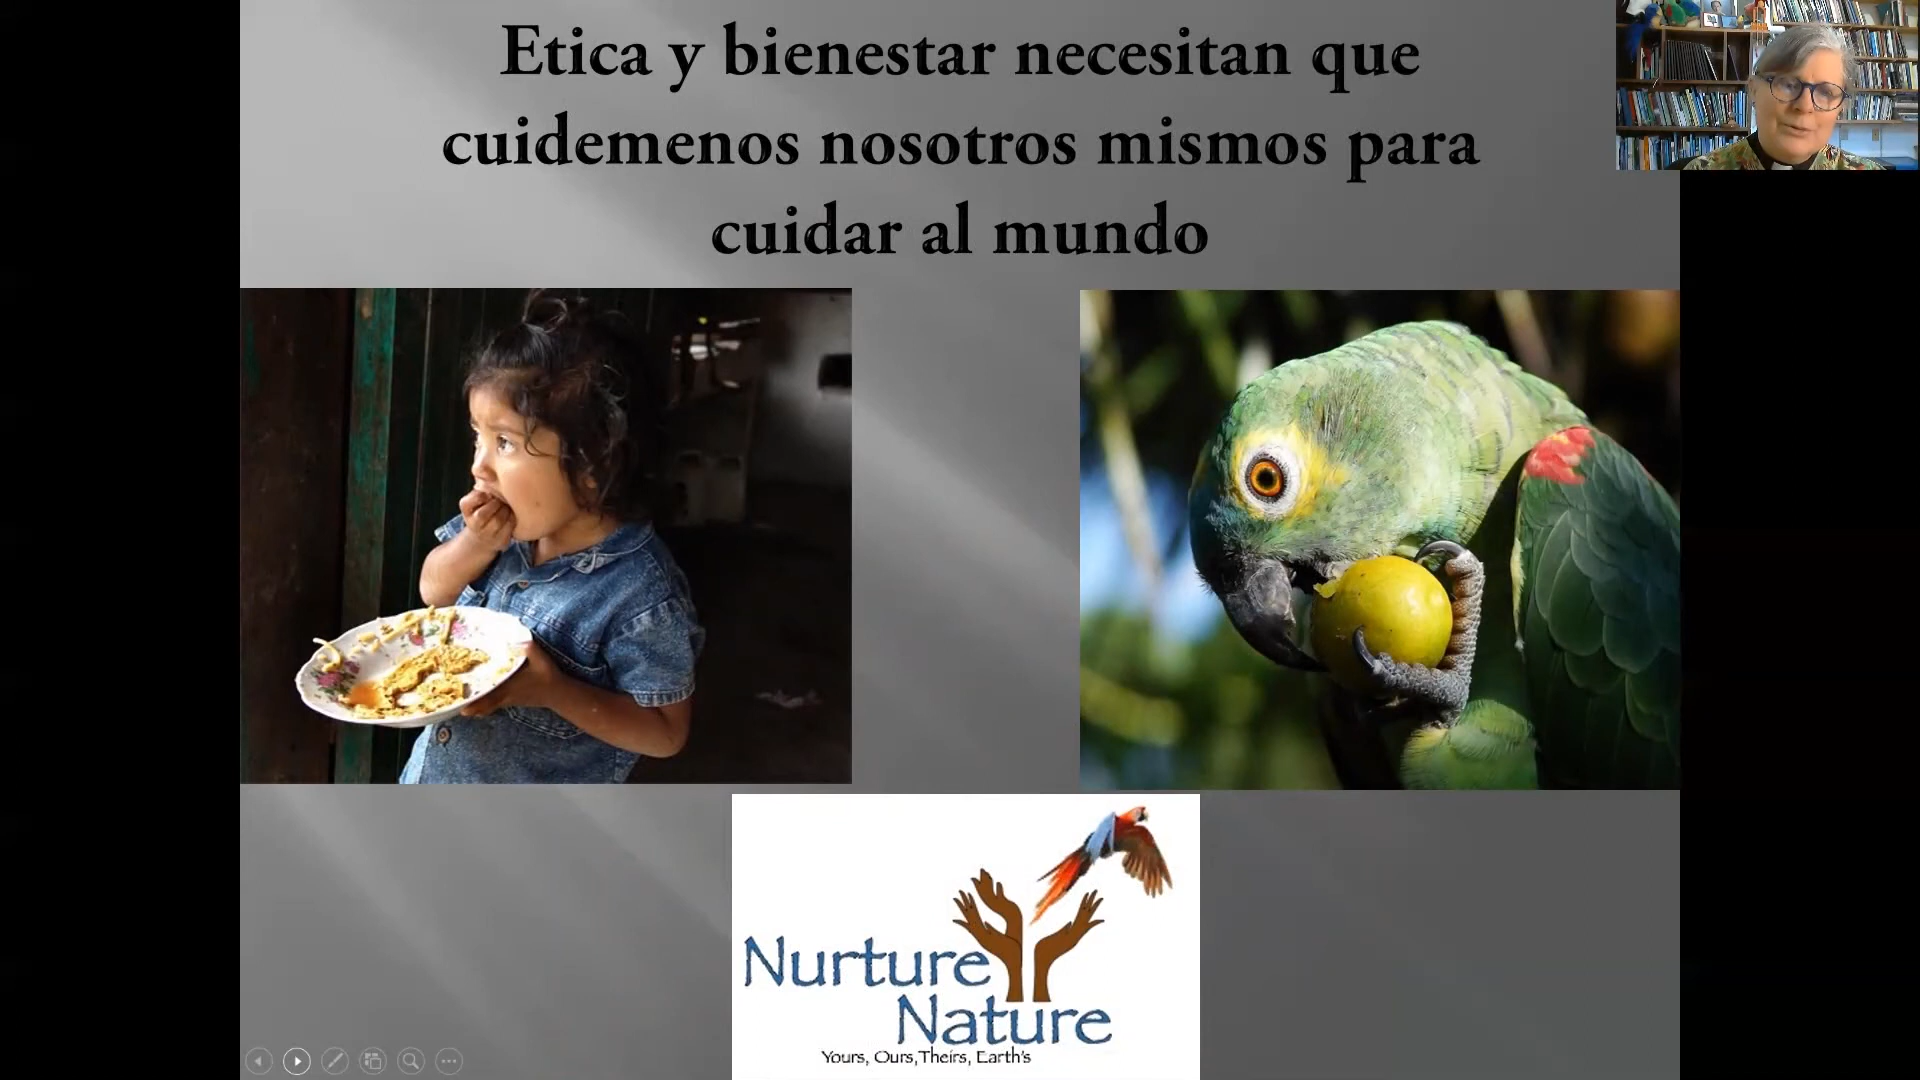 Etica y bienestar necesitan que
cuidemenos nosotros mismos para
cuidar al mundo
Nurture
Nature
Yours, Ours,Theirs, Earth's